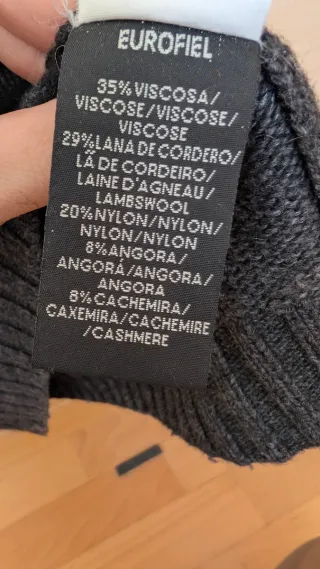 EUROFIEL
35% VISCOSA/
VISCOSE/VISCOSE/
VISCOSE
29%LANA DE CORDERO/
LÃ DE CORDEIRO/
LAINE D'AGNEAU/
LAMBSWOOL
20%NYLON/NYLON/
NYLON/NYLON
8%ANGORA/
ANGORÁ/ANGORA/
ANGORA
8%CACHEMIRA/
CAXEMIRA/CACHEMIRE
/CASHMERE